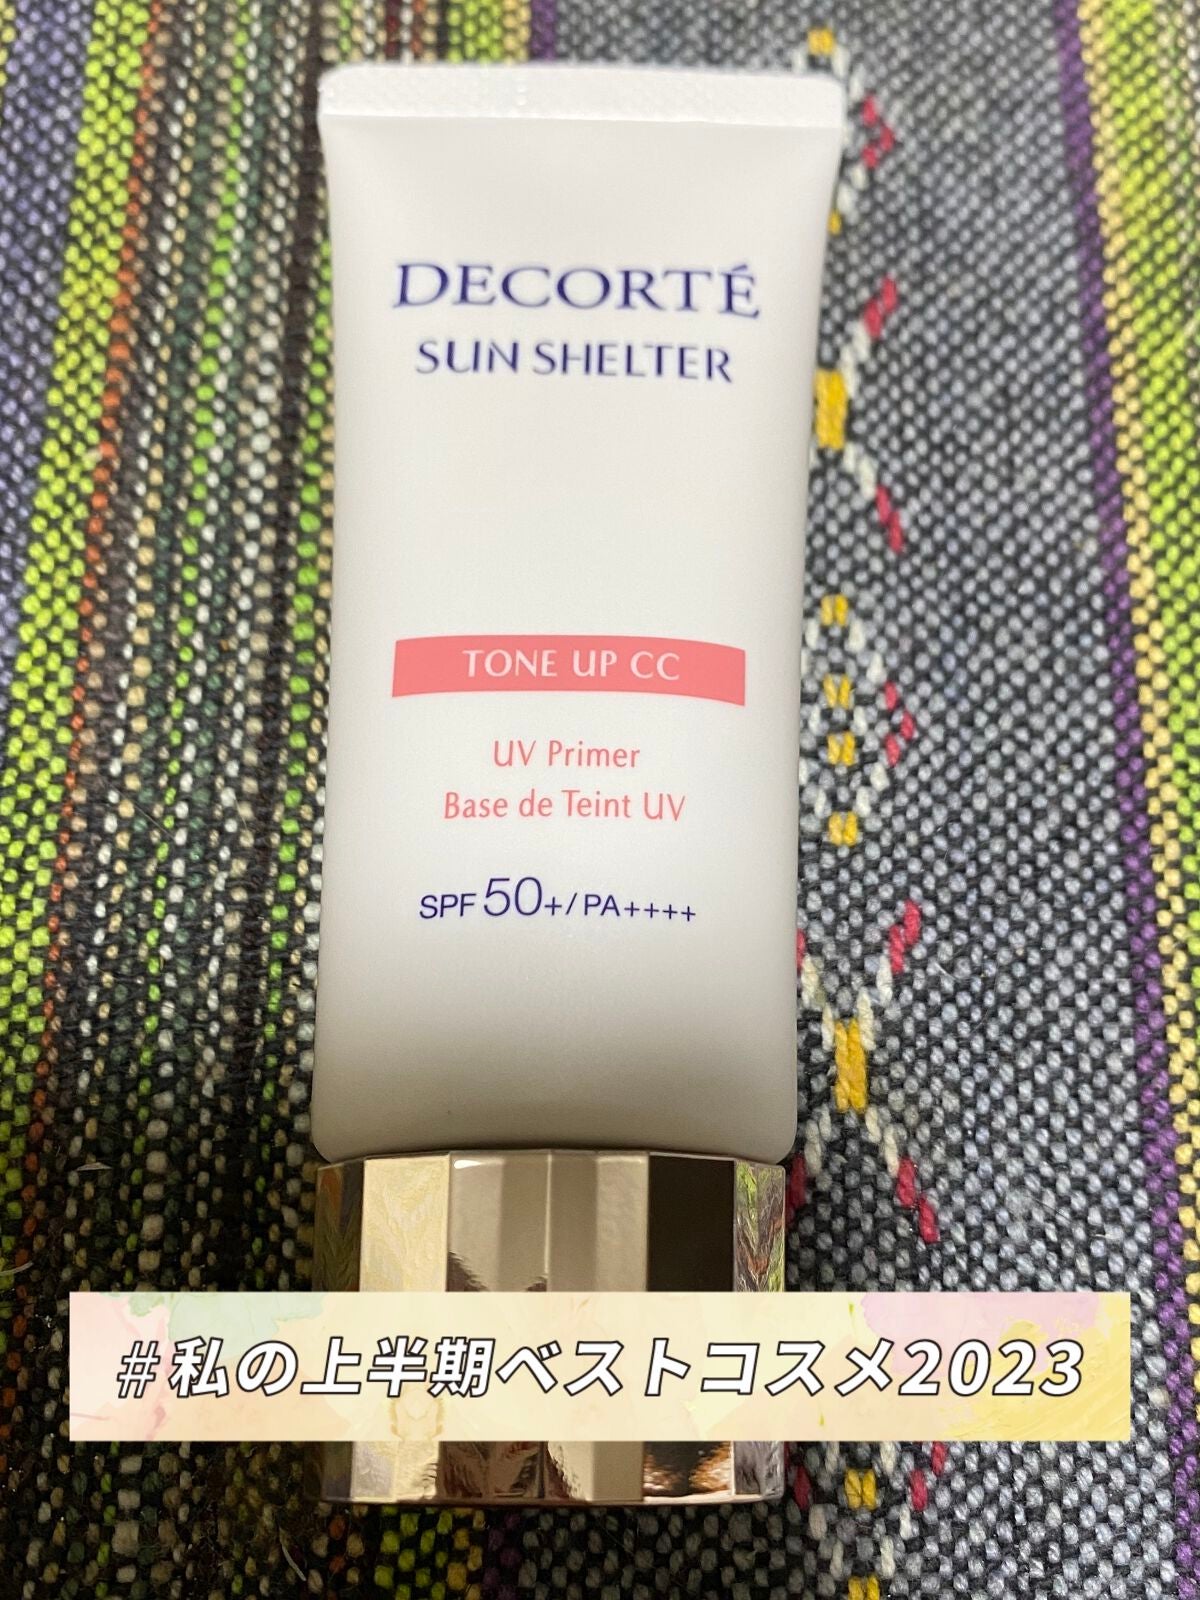 DECORTÉ
SUN SHELTER
TONE UP CC
UV Primer
Base de Teint UV
SPF 50+/PA++++
#私の上半期ベストコスメ2023